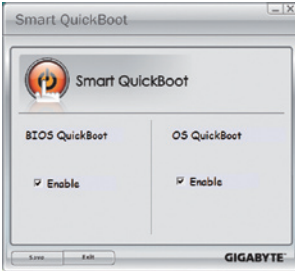 Smart QuickBoot
Smart QuickBoot
BIOS QuickBoot
OS QuickBoot
Enable
Enable
Save
Exit
GIGABYTE